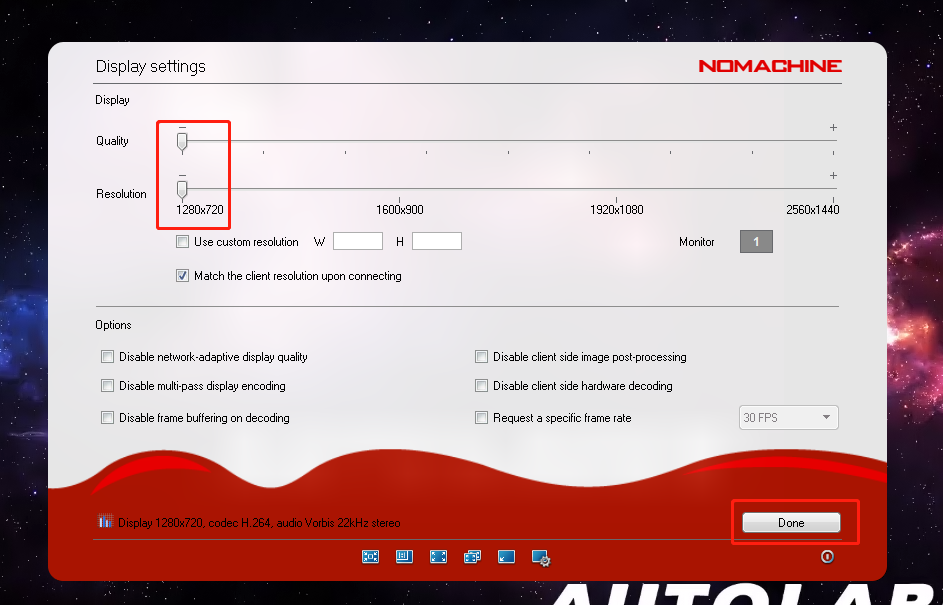 Display settings
NOMACHINE
Display
Quality
− +
Resolution
− +
1280x720 1600x900 1920x1080 2560x1440
Use custom resolution W H Monitor 1
Match the client resolution upon connecting
Options
Disable network-adaptive display quality
Disable client side image post-processing
Disable multi-pass display encoding
Disable client side hardware decoding
Disable frame buffering on decoding
Request a specific frame rate 30 FPS
Display 1280x720, codec H.264, audio Vorbis 22kHz stereo
Done
AUTOLAB